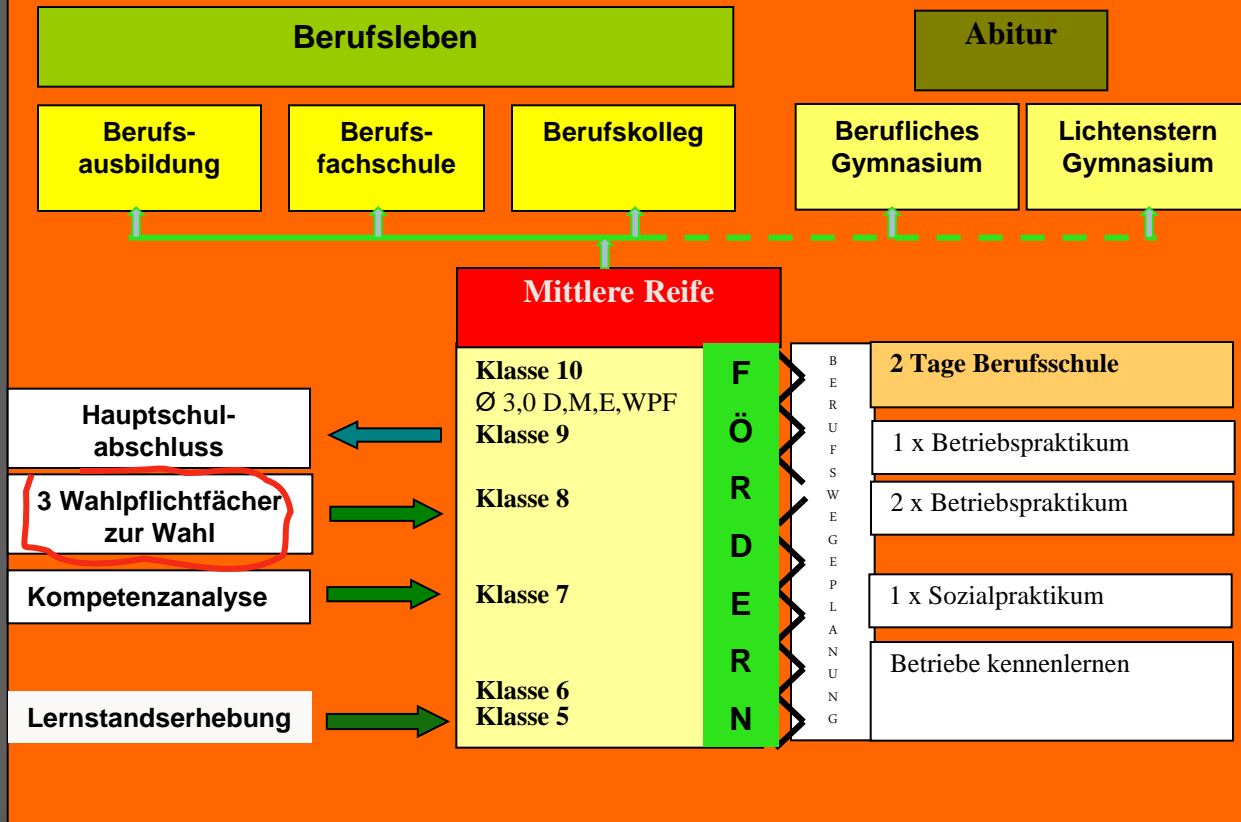 Berufsleben
Abitur
Berufs-
ausbildung
Berufs-
fachschule
Berufskolleg
Berufliches
Gymnasium
Lichtenstern
Gymnasium
Mittlere Reife
Hauptschul-
abschluss
3 Wahlpflichtfächer
zur Wahl
Kompetenzanalyse
Lernstandserhebung
Klasse 10
Ø 3,0 D,M,E,WPF
Klasse 9
Klasse 8
Klasse 7
Klasse 6
Klasse 5
F
Ö
R
D
E
R
N
B
E
R
U
F
S
W
E
G
E
P
L
A
N
U
N
G
2 Tage Berufsschule
1 x Betriebspraktikum
2 x Betriebspraktikum
1 x Sozialpraktikum
Betriebe kennenlernen